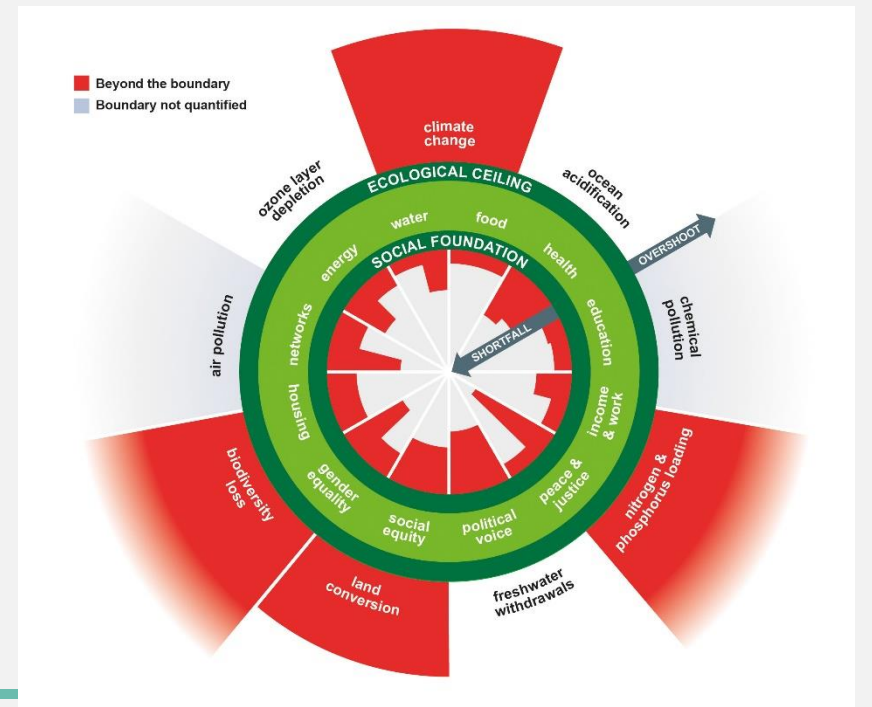 Beyond the boundary
Boundary not quantified
climate
change
ozone layer
depletion
ocean
acidification
ECOLOGICAL CEILING
OVERSHOOT
water
food
energy
health
SOCIAL FOUNDATION
air pollution
networks
education
chemical
pollution
SHORTFALL
housing
income
& work
biodiversity
loss
gender
equality
social
equity
political
voice
peace &
justice
nitrogen &
phosphorus loading
land
conversion
freshwater
withdrawals